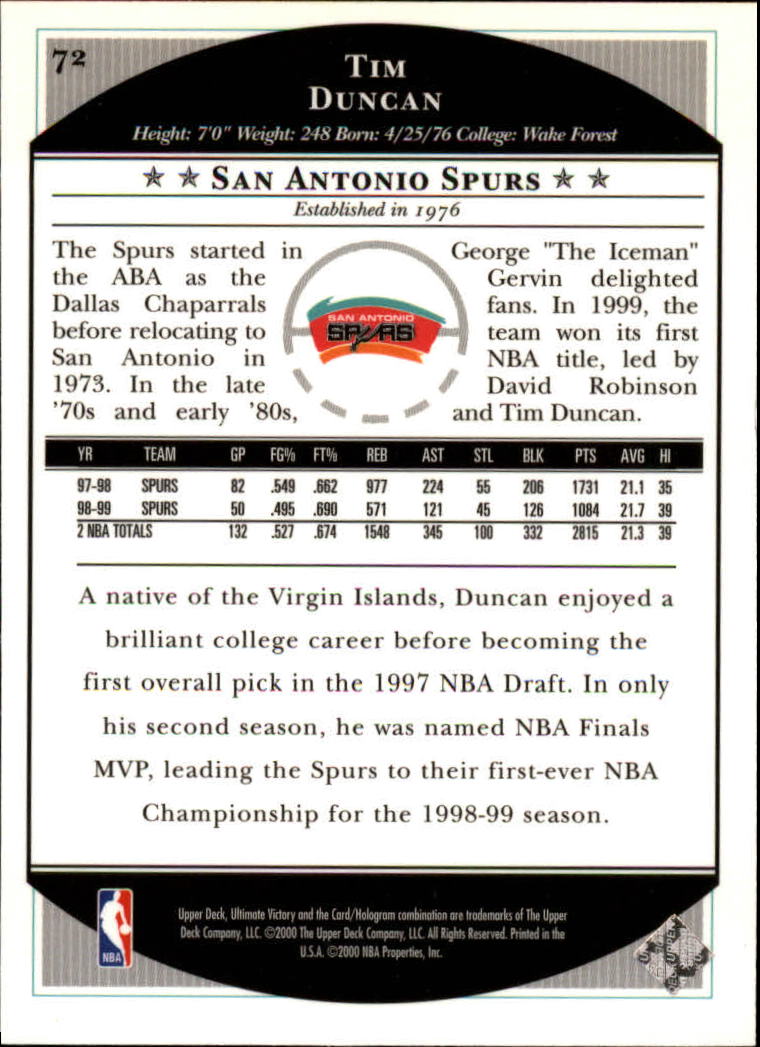 72
TIM
DUNCAN
Height: 7'0" Weight: 248 Born: 4/25/76 College: Wake Forest
SAN ANTONIO SPURS
Established in 1976
The Spurs started in
the ABA as the
Dallas Chaparrals
before relocating to
San Antonio in
1973. In the late
'70s and early '80s,
SAN ANTONIO
SPURS
George "The Iceman"
Gervin delighted
fans. In 1999, the
team won its first
NBA title, led by
David Robinson
and Tim Duncan.
YR TEAM GP FG% FT% REB AST STL BLK PTS AVG HI
97-98 SPURS 82 .549 .662 977 224 55 206 1731 21.1 35
98-99 SPURS 50 .495 .690 571 121 45 126 1084 21.7 39
2 NBA TOTALS 132 .527 .674 1548 345 100 332 2815 21.3 39
A native of the Virgin Islands, Duncan enjoyed a
brilliant college career before becoming the
first overall pick in the 1997 NBA Draft. In only
his second season, he was named NBA Finals
MVP, leading the Spurs to their first-ever NBA
Championship for the 1998-99 season.
NBA
Upper Deck, Ultimate Victory and the Card/Hologram combination are trademarks of The Upper
Deck Company, LLC. ©2000 The Upper Deck Company, LLC. All Rights Reserved. Printed in the
U.S.A. ©2000 NBA Properties, Inc.